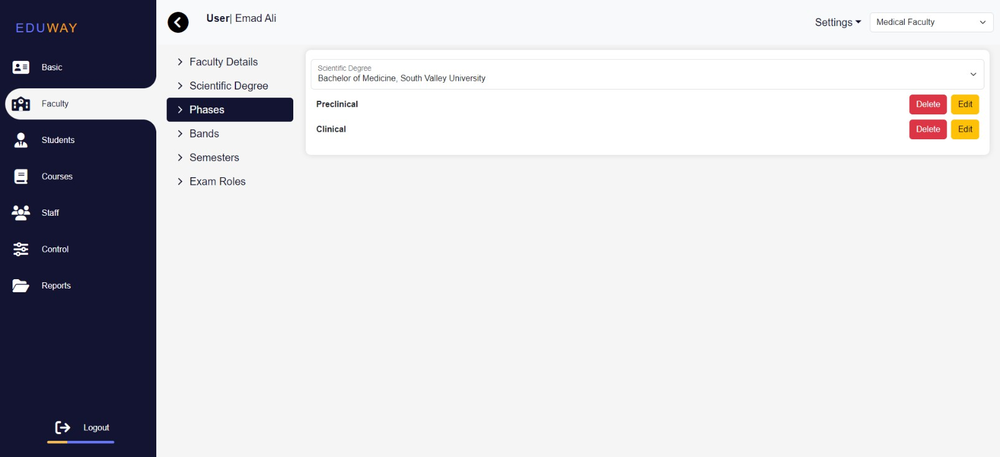 EDUWAY
Basic
Faculty
Students
Courses
Staff
Control
Reports
Logout
User| Emad Ali
Settings
Medical Faculty
Faculty Details
Scientific Degree
Phases
Bands
Semesters
Exam Roles
Scientific Degree
Bachelor of Medicine, South Valley University
Preclinical Delete Edit
Clinical Delete Edit